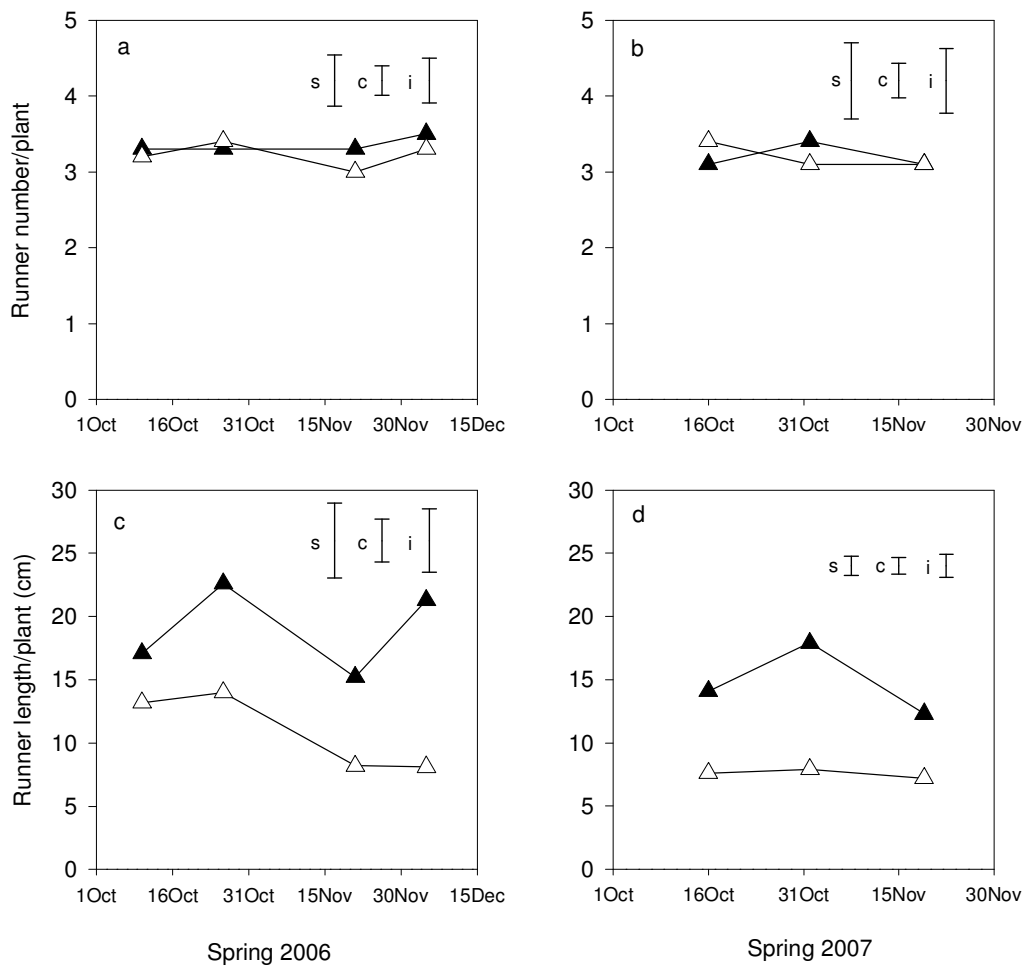 a
s c i
5
4
3
2
1
0
Runner number/plant
1Oct 16Oct 31Oct 15Nov 30Nov 15Dec
b
s c i
5
4
3
2
1
0
1Oct 16Oct 31Oct 15Nov 30Nov
c
s c i
30
25
20
15
10
5
0
Runner length/plant (cm)
1Oct 16Oct 31Oct 15Nov 30Nov 15Dec
Spring 2006
d
s c i
30
25
20
15
10
5
0
1Oct 16Oct 31Oct 15Nov 30Nov
Spring 2007